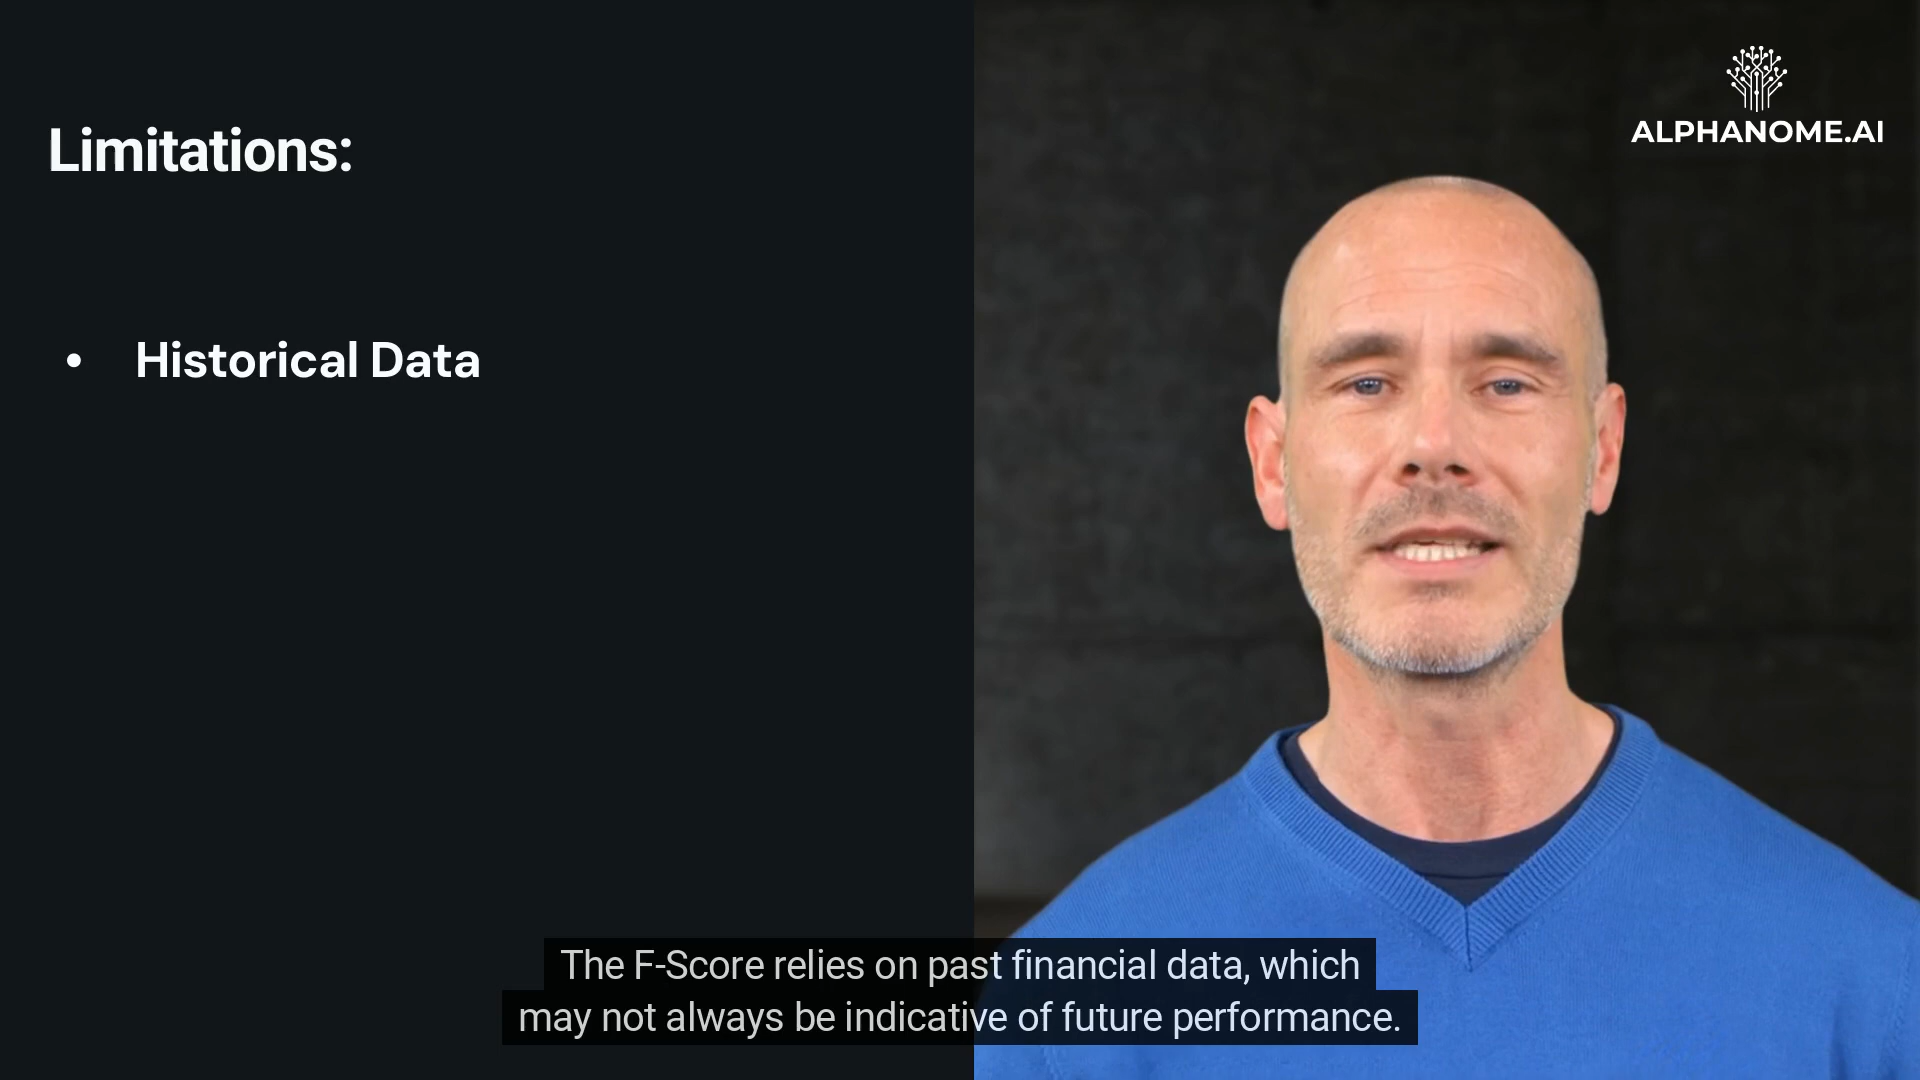 ALPHANOME.AI
Limitations:
• Historical Data
The F-Score relies on past financial data, which
may not always be indicative of future performance.